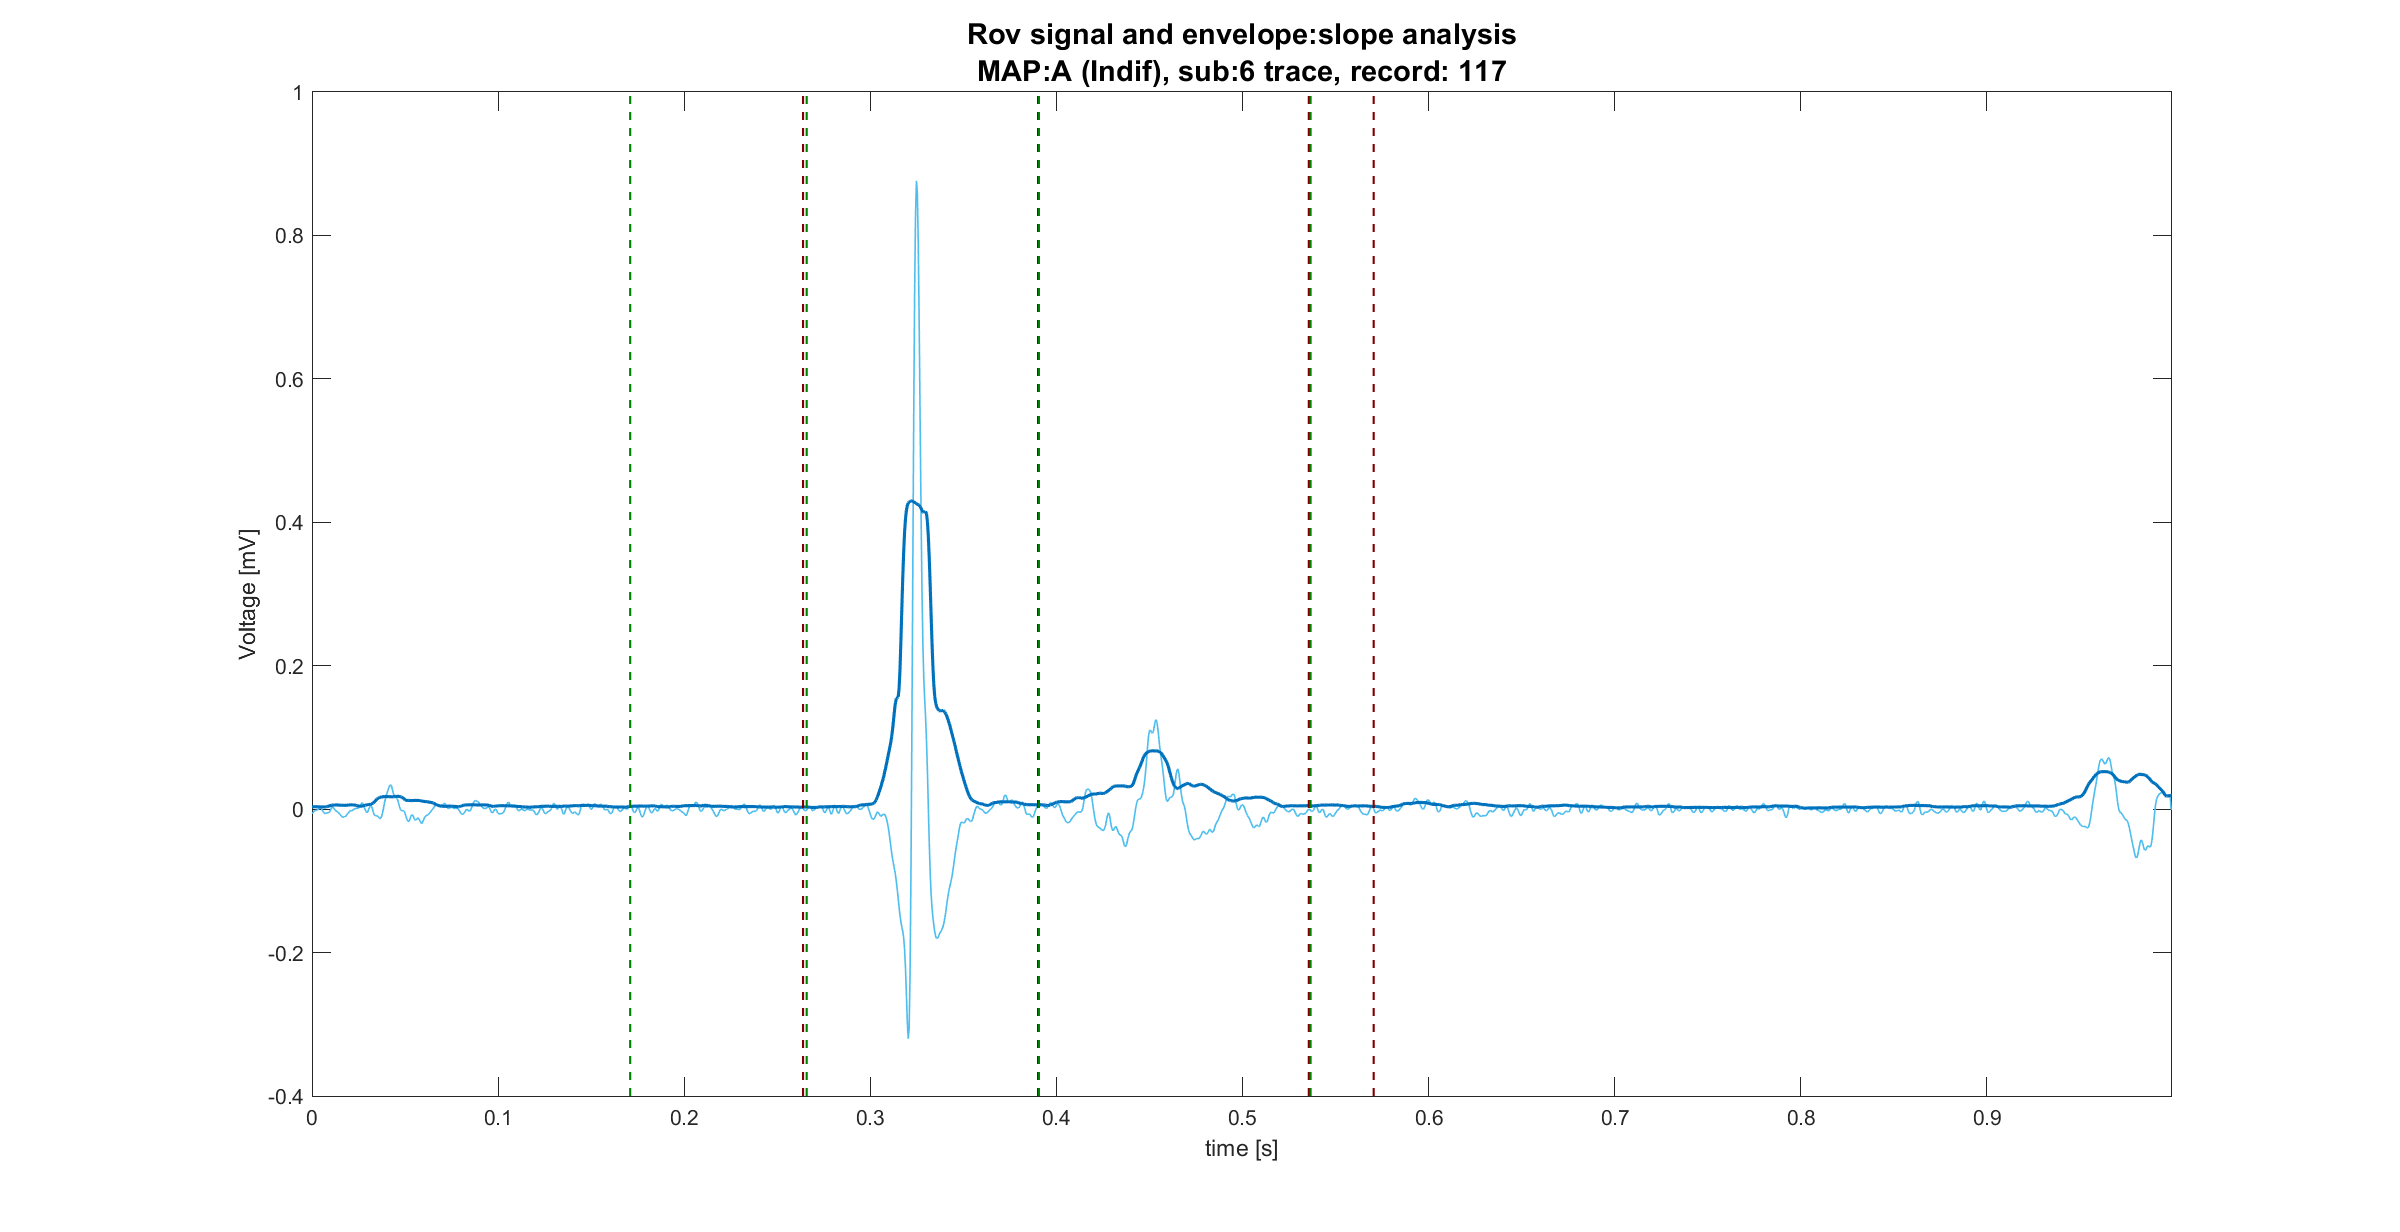 Rov signal and envelope:slope analysis
MAP:A (Indif), sub:6 trace, record: 117
1
0.8
0.6
0.4
0.2
0
-0.2
-0.4
Voltage [mV]
0 0.1 0.2 0.3 0.4 0.5 0.6 0.7 0.8 0.9
time [s]